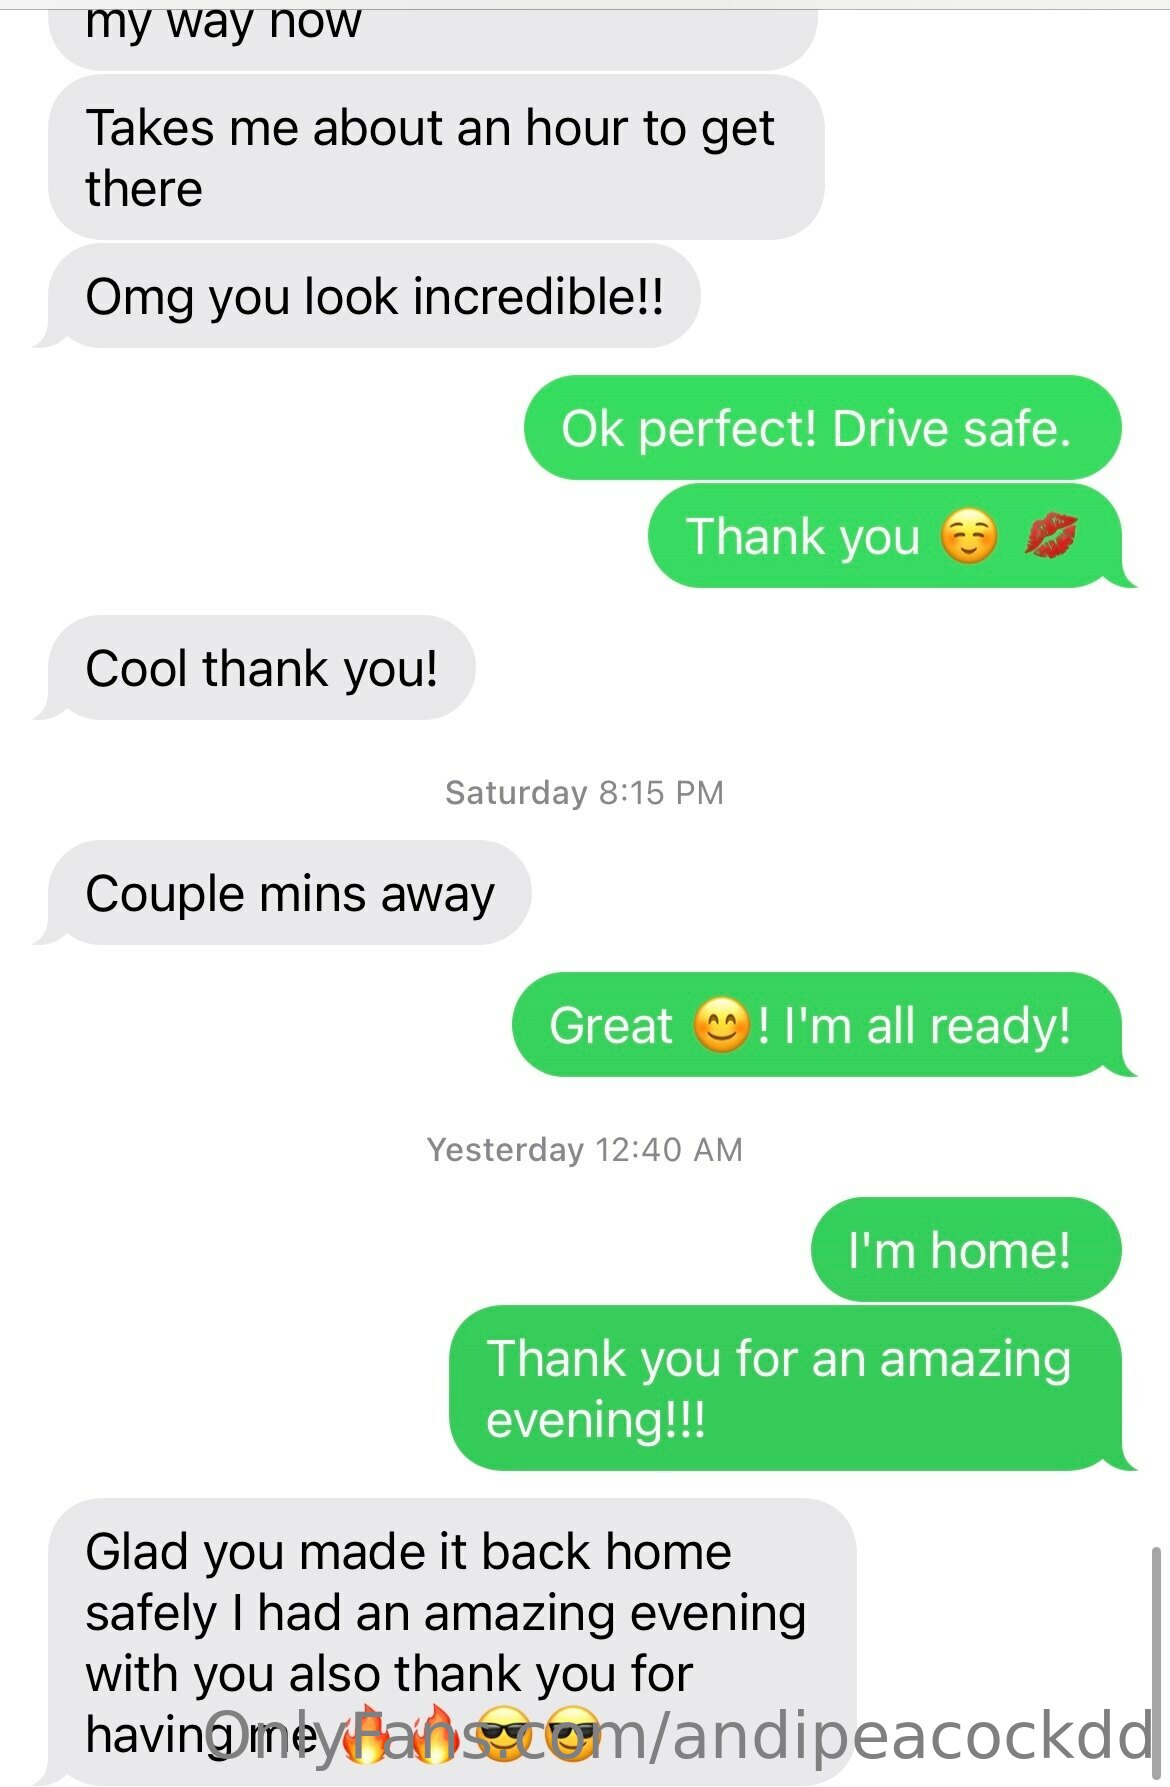 my way now
Takes me about an hour to get
there
Omg you look incredible!!
Ok perfect! Drive safe.
Thank you ☺️ 💋
Cool thank you!
Saturday 8:15 PM
Couple mins away
Great 😊! I'm all ready!
Yesterday 12:40 AM
I'm home!
Thank you for an amazing
evening!!!
Glad you made it back home
safely I had an amazing evening
with you also thank you for
having me 🔥🔥😎😎
OnlyFans.com/andipeacockdd